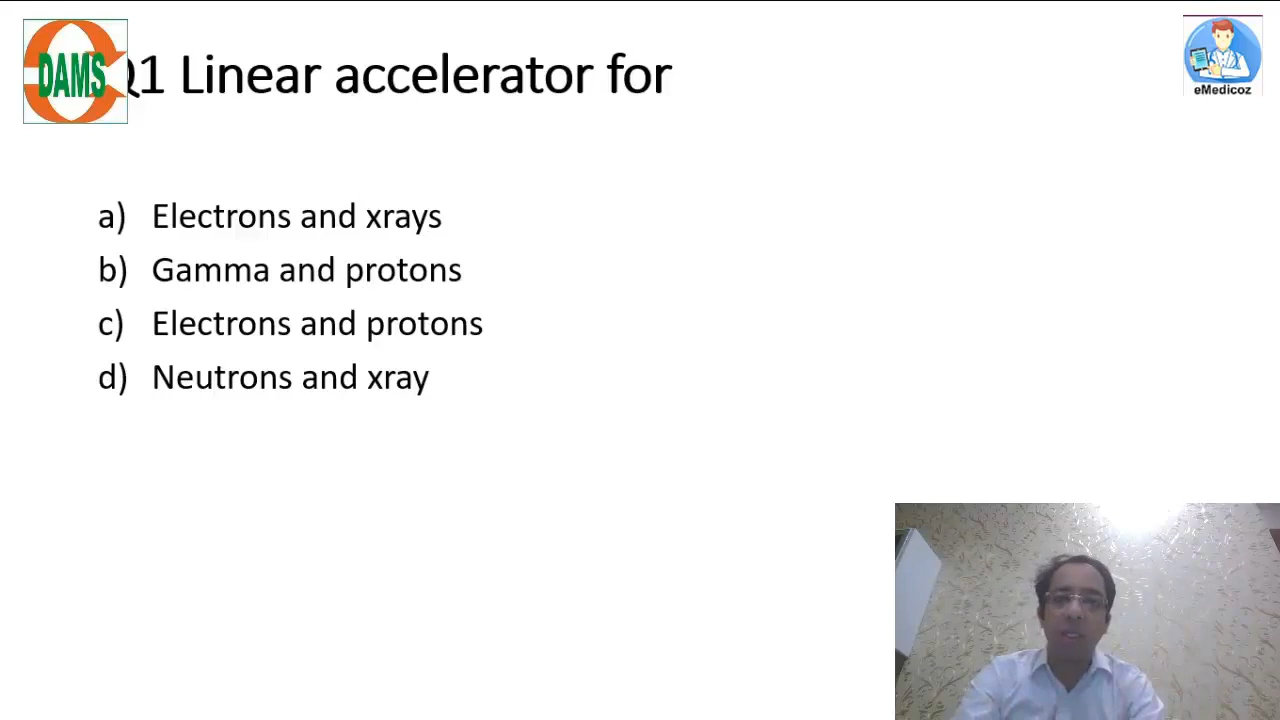 DAMS
Q1 Linear accelerator for
eMedicoz
a) Electrons and xrays
b) Gamma and protons
c) Electrons and protons
d) Neutrons and xray